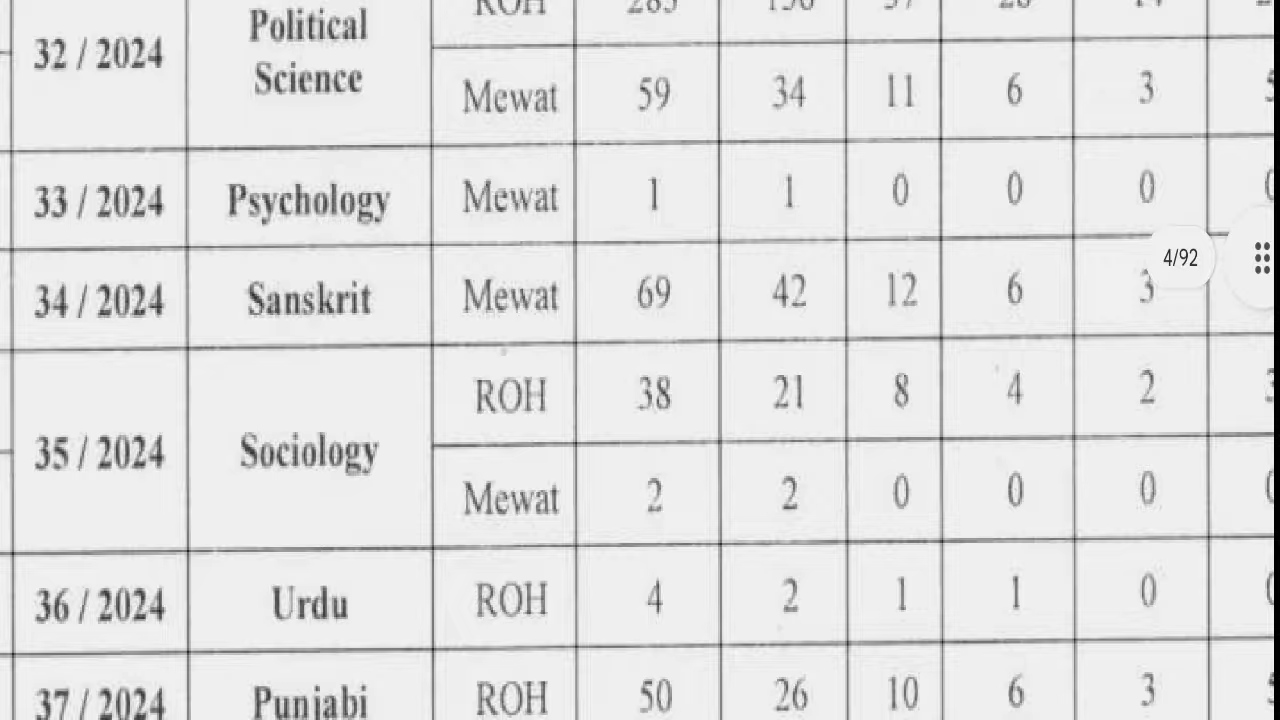 32 / 2024 Political Science ROH 285
Mewat 59 34 11 6 3
33 / 2024 Psychology Mewat 1 1 0 0 0
4/92
34 / 2024 Sanskrit Mewat 69 42 12 6 3
35 / 2024 Sociology ROH 38 21 8 4 2
Mewat 2 2 0 0 0
36 / 2024 Urdu ROH 4 2 1 1 0
37 / 2024 Punjabi ROH 50 26 10 6 3